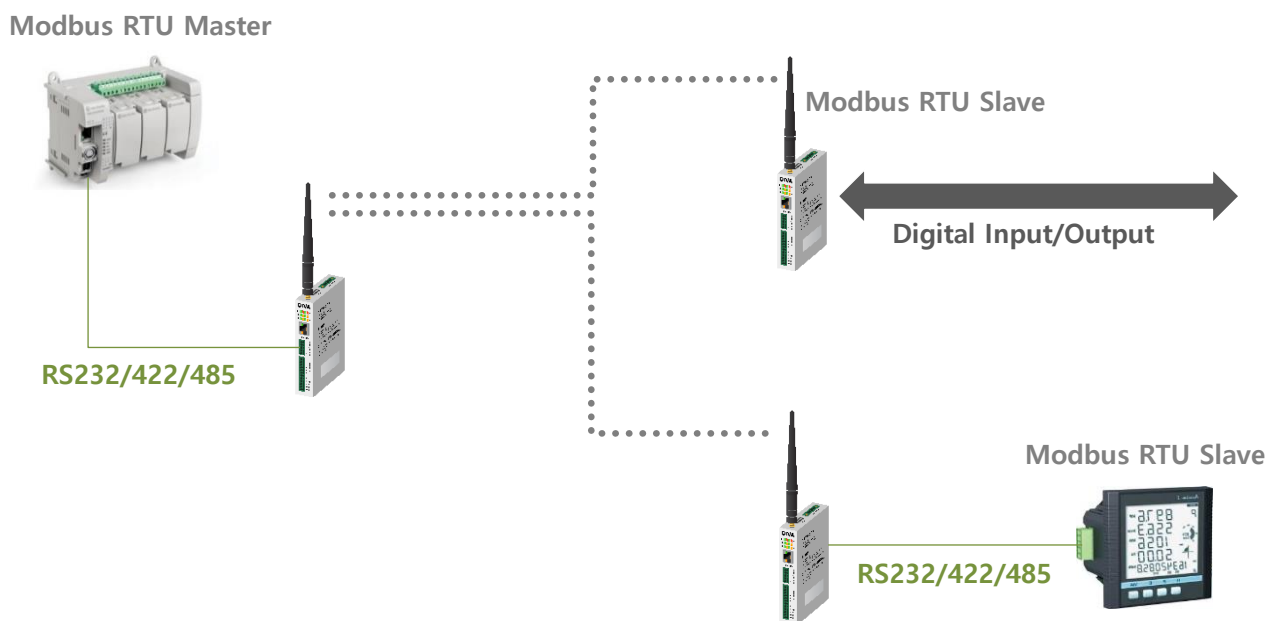 Modbus RTU Master
Modbus RTU Slave
Digital Input/Output
RS232/422/485
Modbus RTU Slave
RS232/422/485